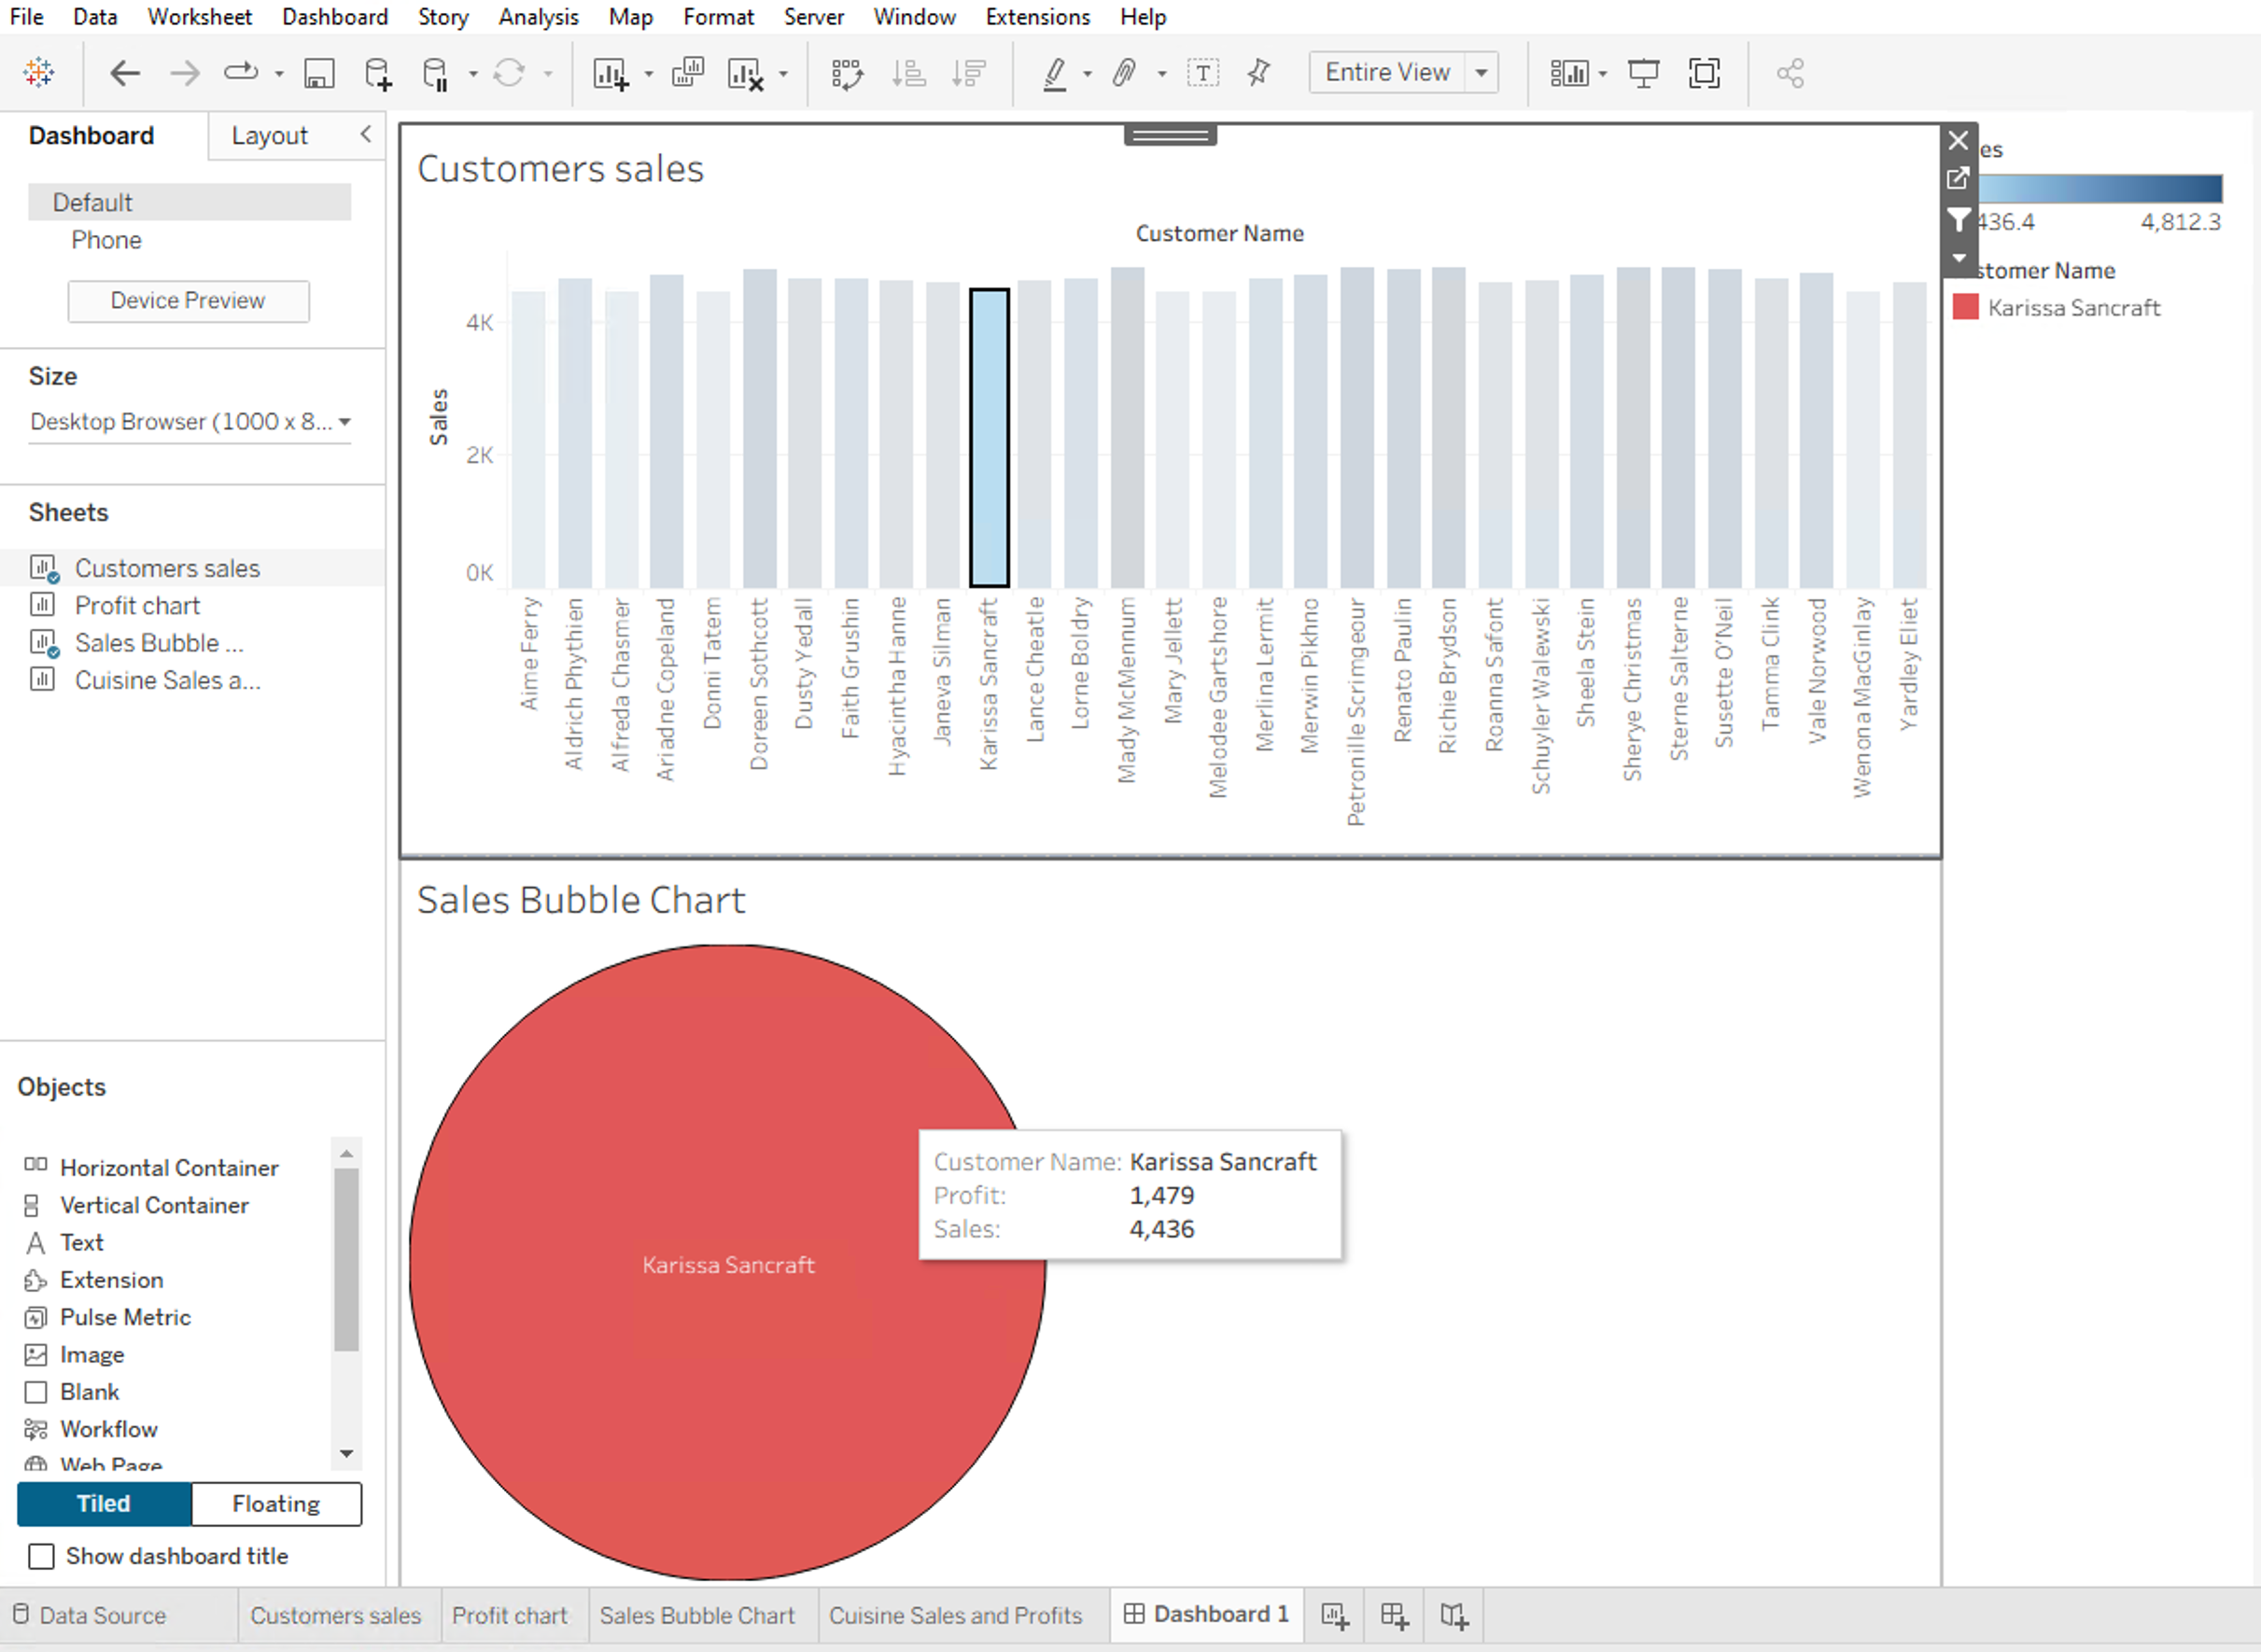 File Data Worksheet Dashboard Story Analysis Map Format Server Window Extensions Help
Entire View
Dashboard Layout
Default
Phone
Device Preview
Size
Desktop Browser (1000 x 8...
Sheets
Customers sales
Profit chart
Sales Bubble ...
Cuisine Sales a...
Objects
Horizontal Container
Vertical Container
Text
Extension
Pulse Metric
Image
Blank
Workflow
Web Page
Tiled Floating
Show dashboard title
Customers sales
Customer Name
Sales
4K
2K
0K
Aime Ferry
Aldrich Phythien
Alfreda Chasmer
Ariadne Copeland
Donni Tatem
Doreen Sothcott
Dusty Yedall
Faith Grushin
Hyacintha Hanne
Janeva Silman
Karissa Sancraft
Lance Cheatle
Lorne Boldry
Mady McMennum
Mary Jellett
Melodee Gartshore
Merlina Lermit
Merwin Pikhno
Petronille Scrimgeour
Renato Paulin
Richie Brydson
Roanna Safont
Schuyler Walewski
Sheela Stein
Sherye Christmas
Sterne Salterne
Susette O'Neil
Tamma Clink
Vale Norwood
Wenona MacGinlay
Yardley Eliet
es
436.4 4,812.3
stomer Name
Karissa Sancraft
Sales Bubble Chart
Karissa Sancraft
Customer Name: Karissa Sancraft
Profit: 1,479
Sales: 4,436
Data Source Customers sales Profit chart Sales Bubble Chart Cuisine Sales and Profits Dashboard 1